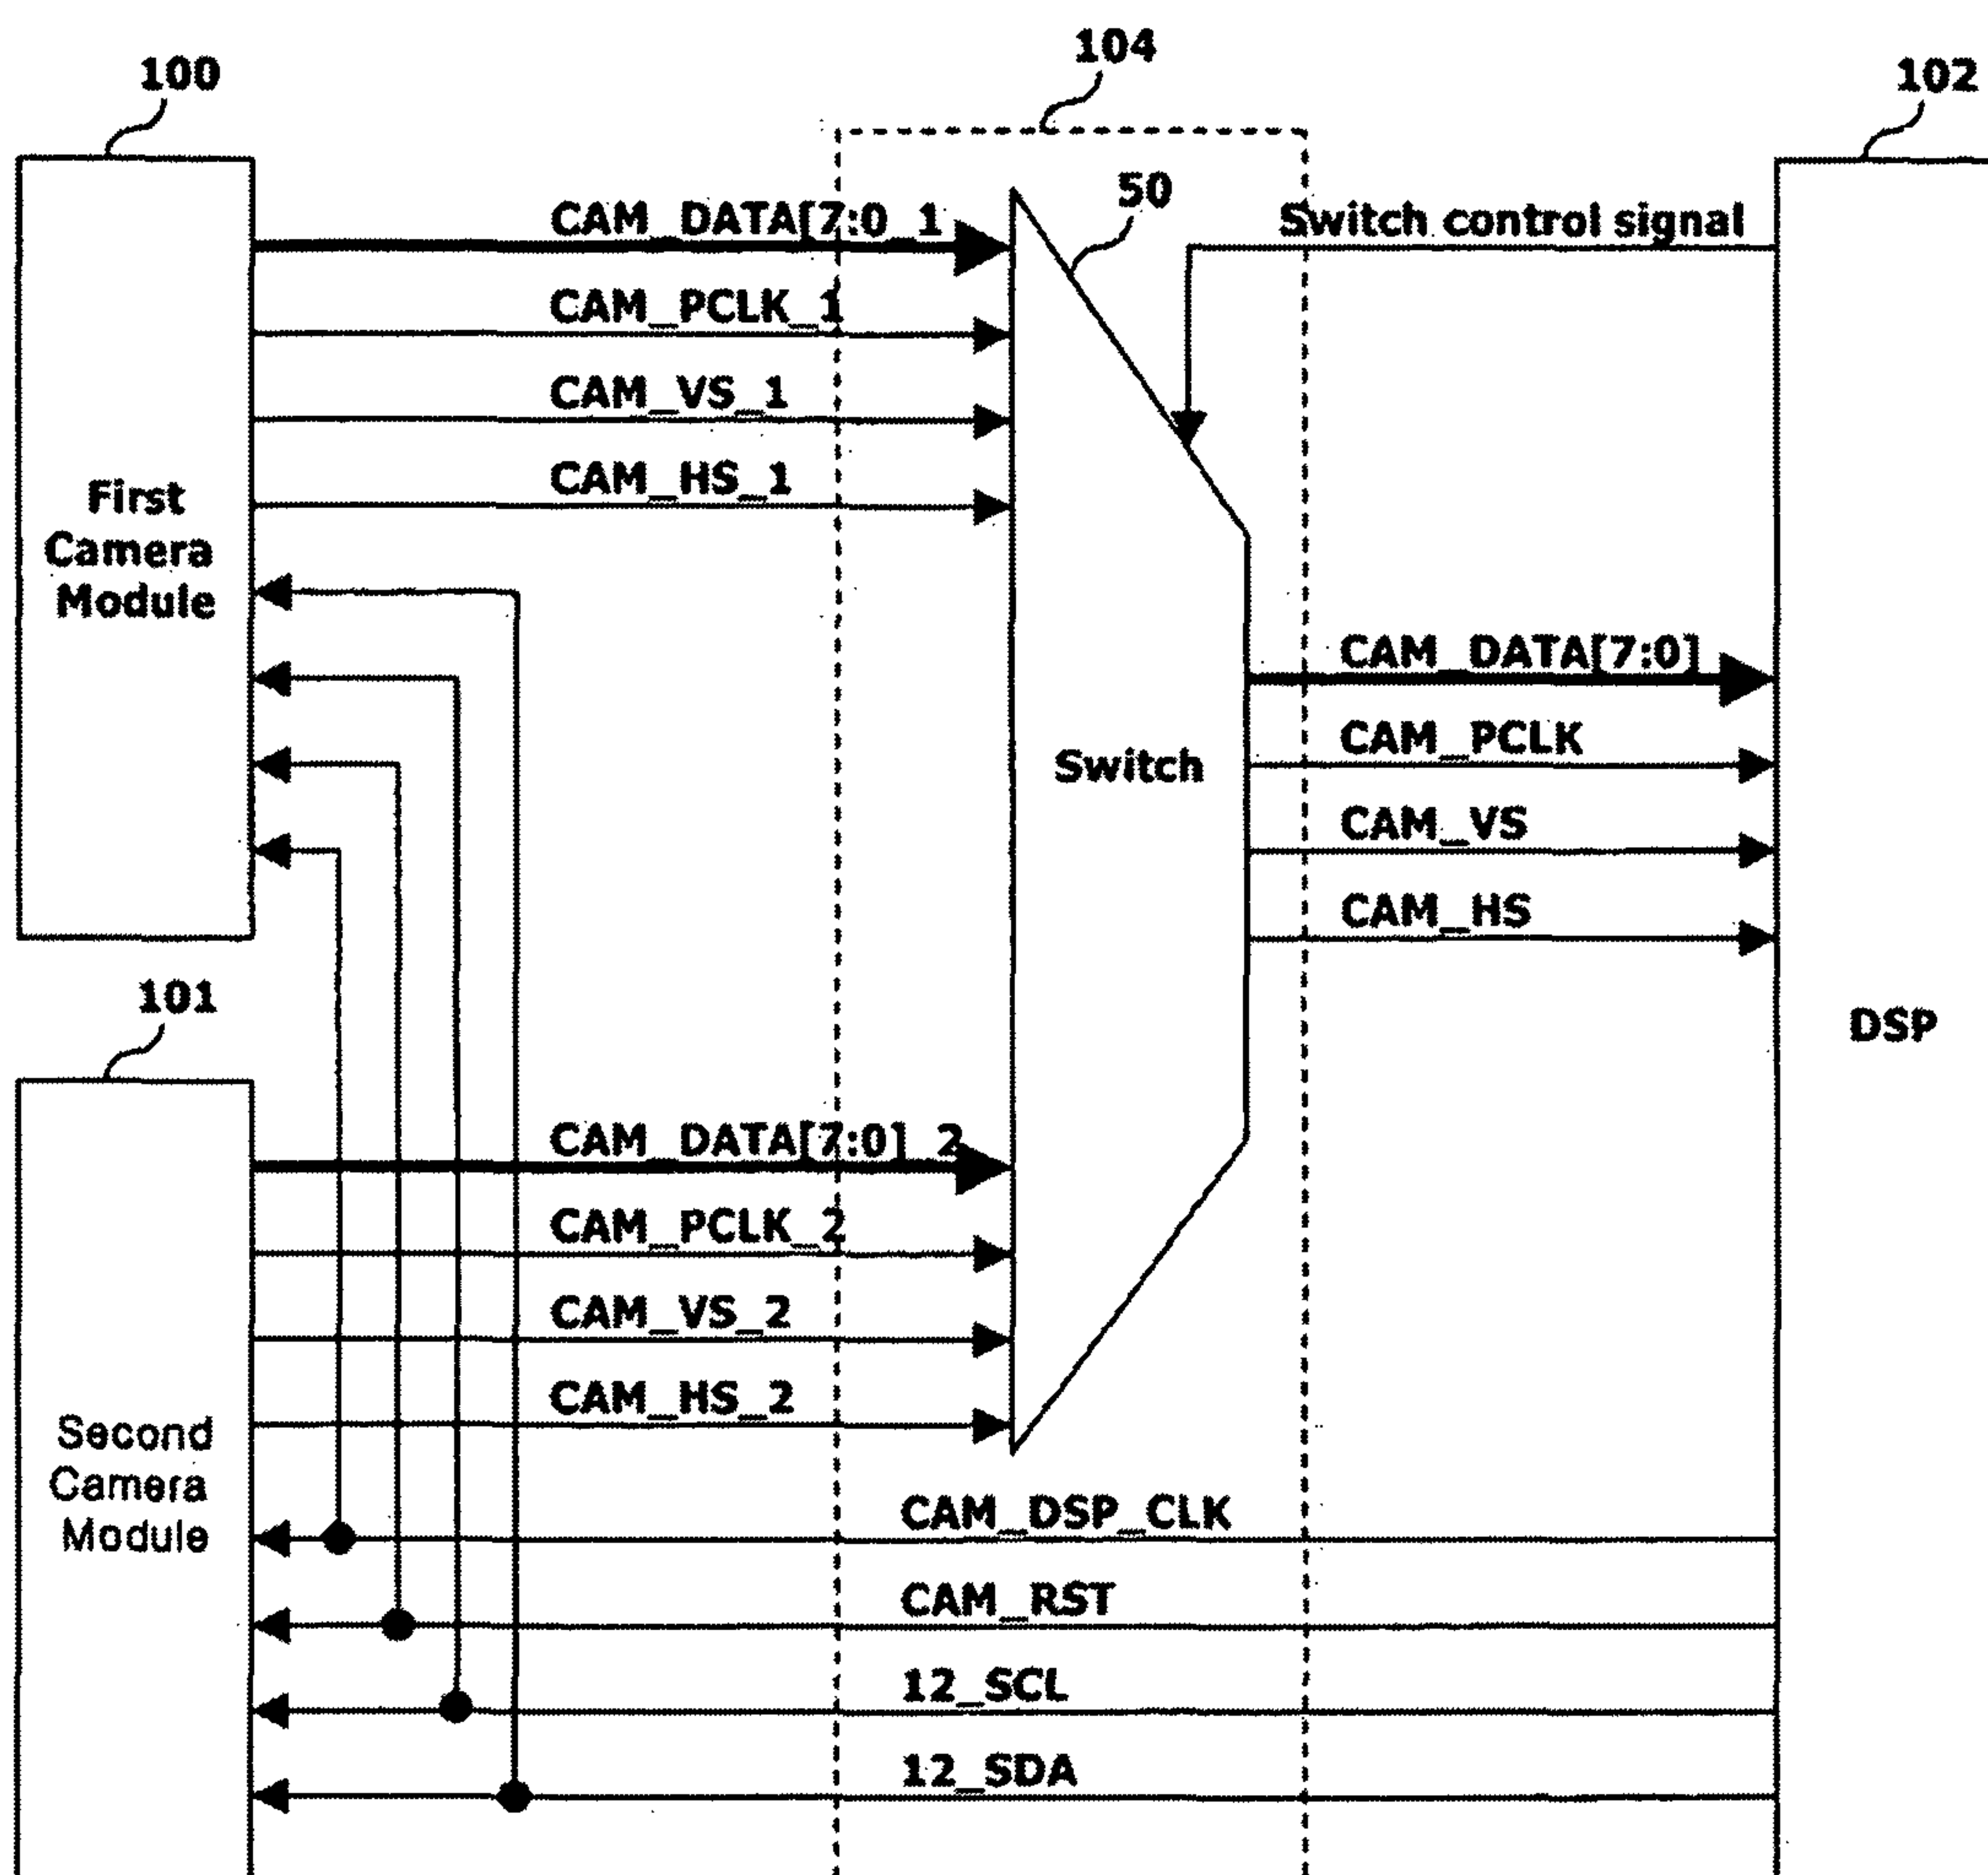 104
100
102
50
CAM_DATA[7:0_1
Switch control signal
CAM_PCLK_1
CAM_VS_1
CAM_HS_1
First
Camera
Module
CAM_DATA[7:0]
CAM_PCLK
Switch
CAM_VS
CAM_HS
101
DSP
CAM_DATA[7:0]_2
CAM_PCLK_2
CAM_VS_2
CAM_HS_2
Second
Camera
Module
CAM_DSP_CLK
CAM_RST
12_SCL
12_SDA